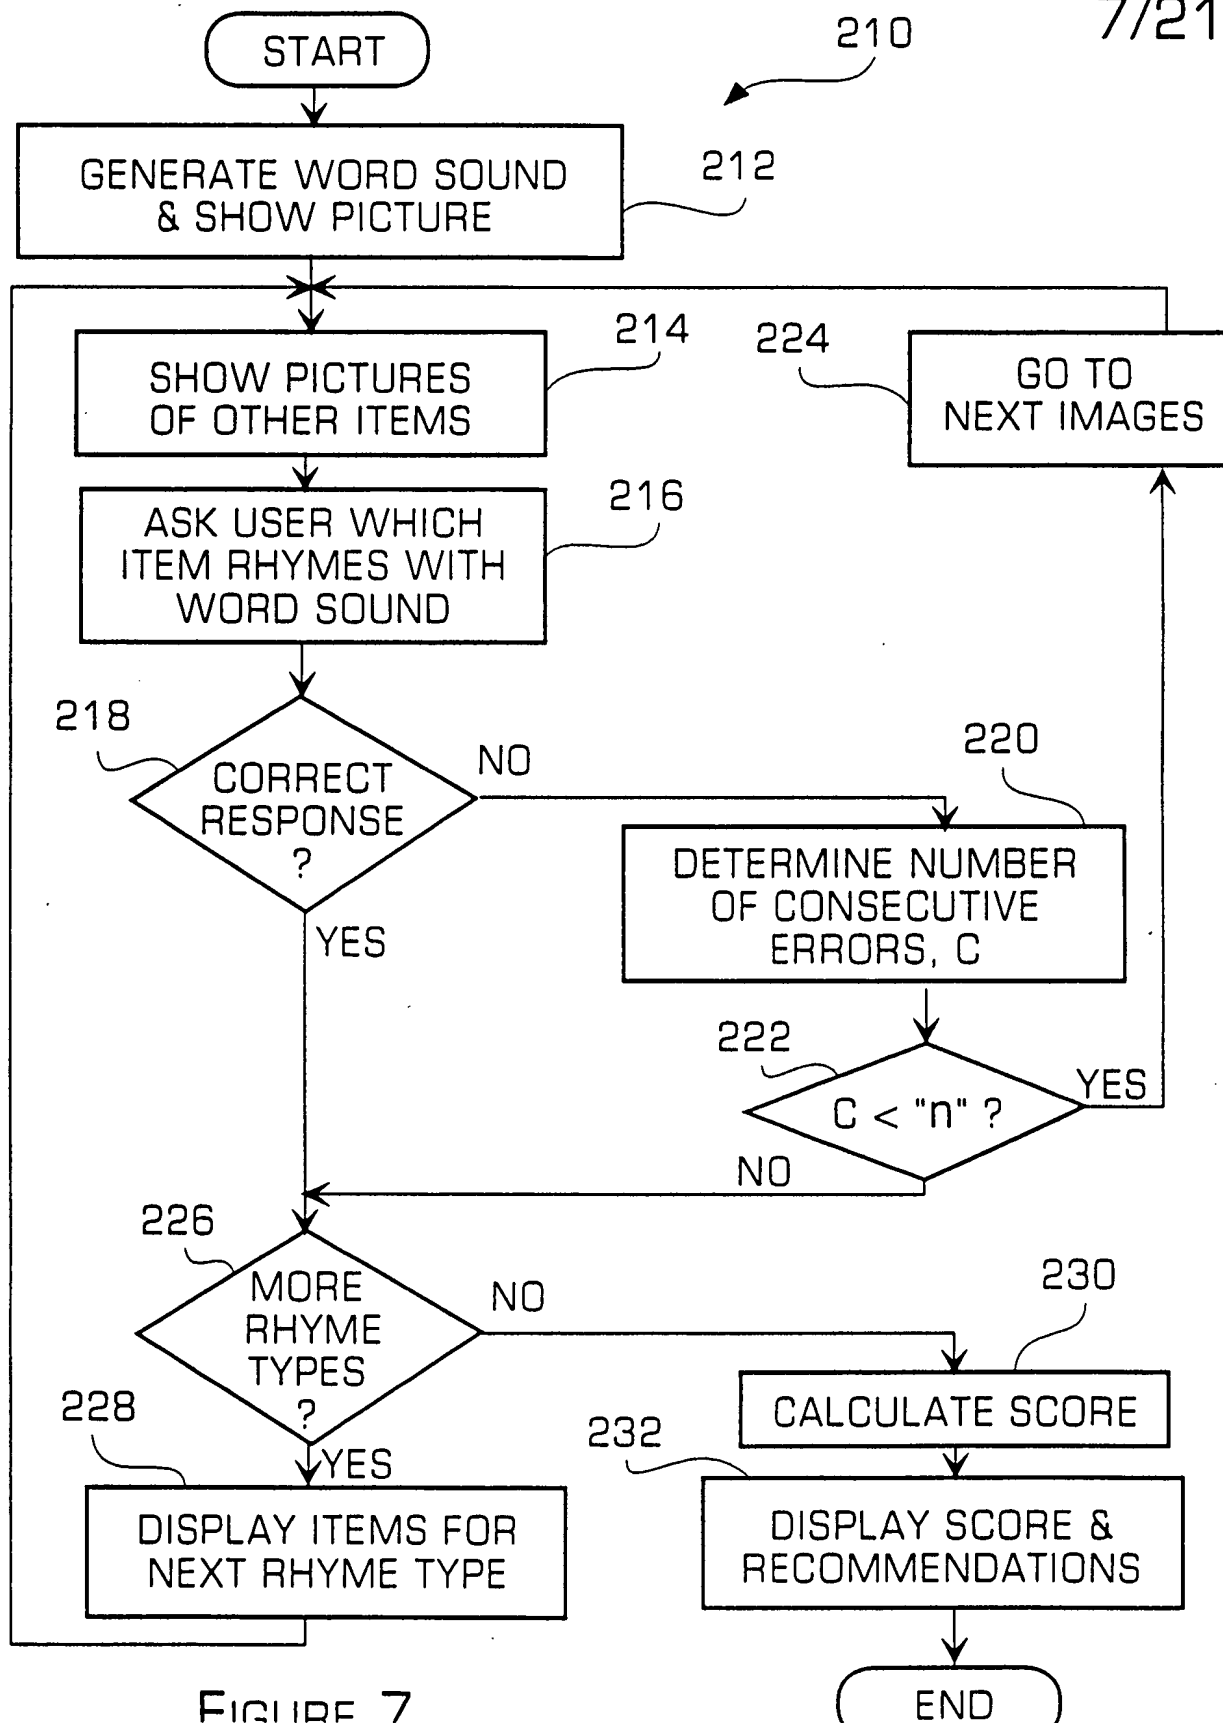 7/21
START
210
GENERATE WORD SOUND
& SHOW PICTURE
212
SHOW PICTURES
OF OTHER ITEMS
214
224
GO TO
NEXT IMAGES
ASK USER WHICH
ITEM RHYMES WITH
WORD SOUND
216
218
CORRECT
RESPONSE
?
NO
YES
220
DETERMINE NUMBER
OF CONSECUTIVE
ERRORS, C
222
C < "n" ?
YES
NO
226
MORE
RHYME
TYPES
?
NO
YES
230
CALCULATE SCORE
228
DISPLAY ITEMS FOR
NEXT RHYME TYPE
232
DISPLAY SCORE &
RECOMMENDATIONS
END
FIGURE 7